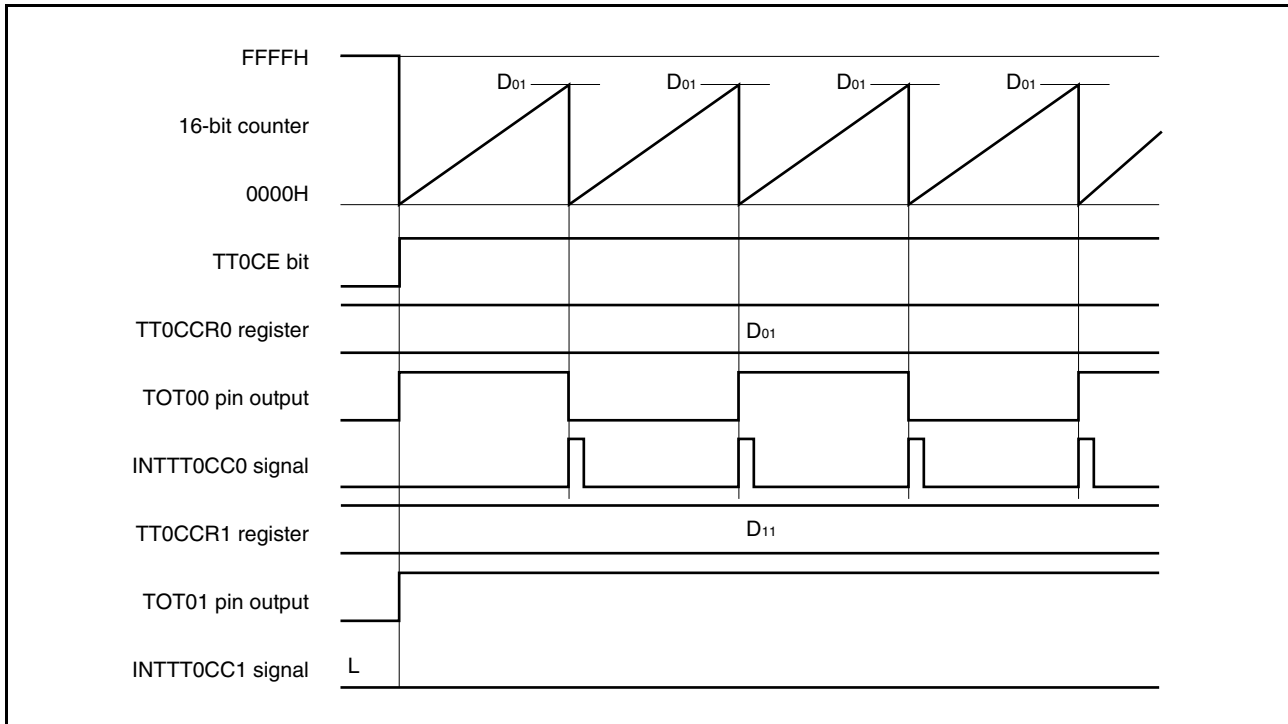 FFFFH
D01 D01 D01 D01
16-bit counter
0000H
TT0CE bit
TT0CCR0 register D01
TOT00 pin output
INTTT0CC0 signal
TT0CCR1 register D11
TOT01 pin output
INTTT0CC1 signal L